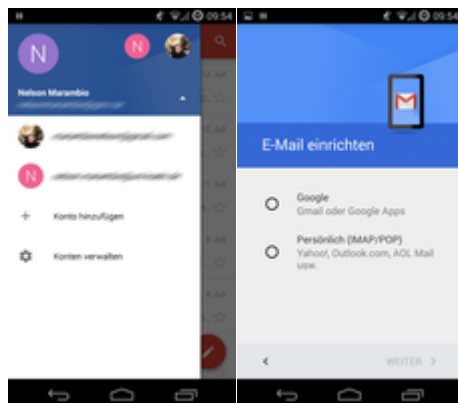 09:54
N
N
Nelson Marambio
N
Konto hinzufügen
Konten verwalten
09:54
E-Mail einrichten
Google
Gmail oder Google Apps
Persönlich (IMAP/POP)
Yahoo!, Outlook.com, AOL Mail
usw.
WEITER